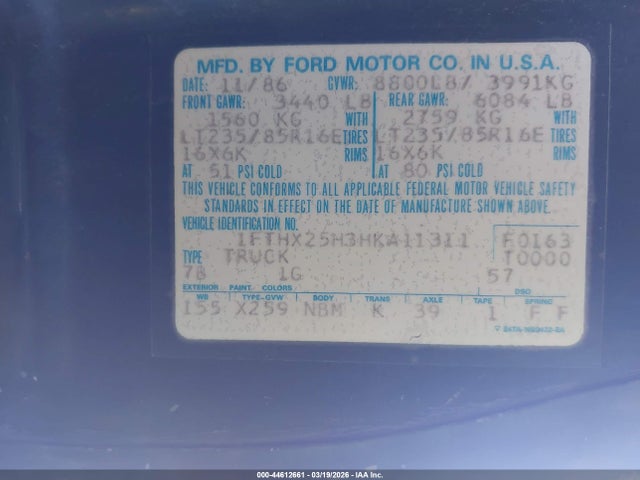 MFD. BY FORD MOTOR CO. IN U.S.A.
DATE: 11/86 GVWR: 8800LB/ 3991KG
FRONT GAWR: 3440 LB REAR GAWR: 6084 LB
1560 KG WITH 2759 KG WITH
LT235/85R16E TIRES LT235/85R16E TIRES
16X6K RIMS 16X6K RIMS
AT 51 PSI COLD AT 80 PSI COLD
THIS VEHICLE CONFORMS TO ALL APPLICABLE FEDERAL MOTOR VEHICLE SAFETY
STANDARDS IN EFFECT ON THE DATE OF MANUFACTURE SHOWN ABOVE.
VEHICLE IDENTIFICATION NO.
1FTHX25H3HKA11311 F0163
TYPE TRUCK T0000
7B 1G 57
EXTERIOR PAINT COLORS DSO
WB TYPE-GVW BODY TRANS AXLE TAPE SPRING
155 X259 NBM K 39 1 F F
000-44612661 - 03/19/2026 - IAA Inc.